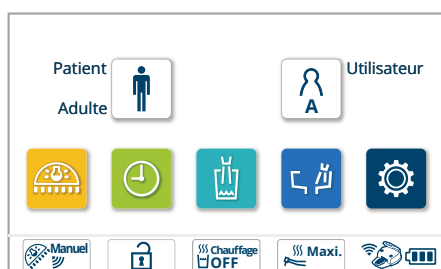 Patient
Utilisateur
Adulte
A
Manuel
Chauffage
OFF
Maxi.